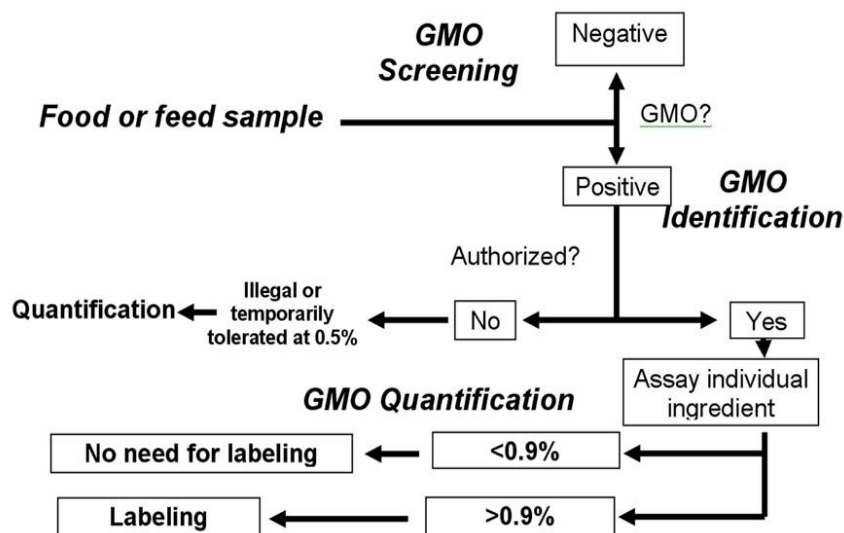 GMO
Screening
Negative
Food or feed sample
GMO?
Positive
GMO
Identification
Authorized?
Quantification
Illegal or
temporarily
tolerated at 0.5%
No
Yes
Assay individual
ingredient
GMO Quantification
No need for labeling
<0.9%
Labeling
>0.9%